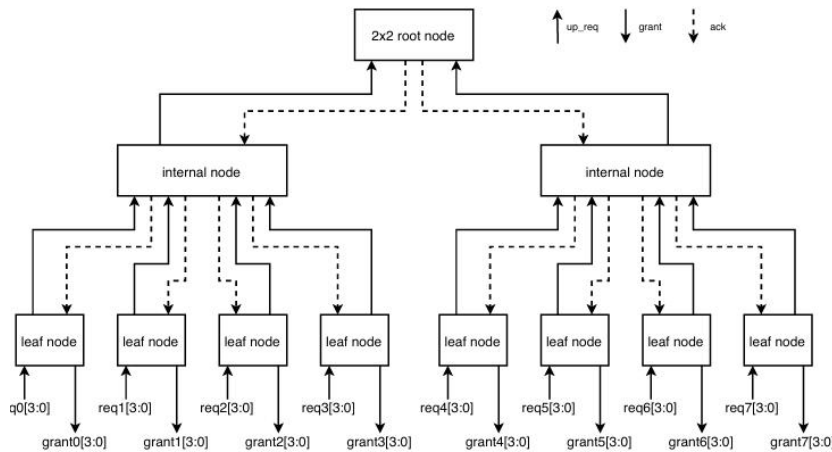 2x2 root node
up_req grant ack
internal node internal node
leaf node leaf node leaf node leaf node leaf node leaf node leaf node leaf node
q0[3:0] req1[3:0] req2[3:0] req3[3:0] req4[3:0] req5[3:0] req6[3:0] req7[3:0]
grant0[3:0] grant1[3:0] grant2[3:0] grant3[3:0] grant4[3:0] grant5[3:0] grant6[3:0] grant7[3:0]